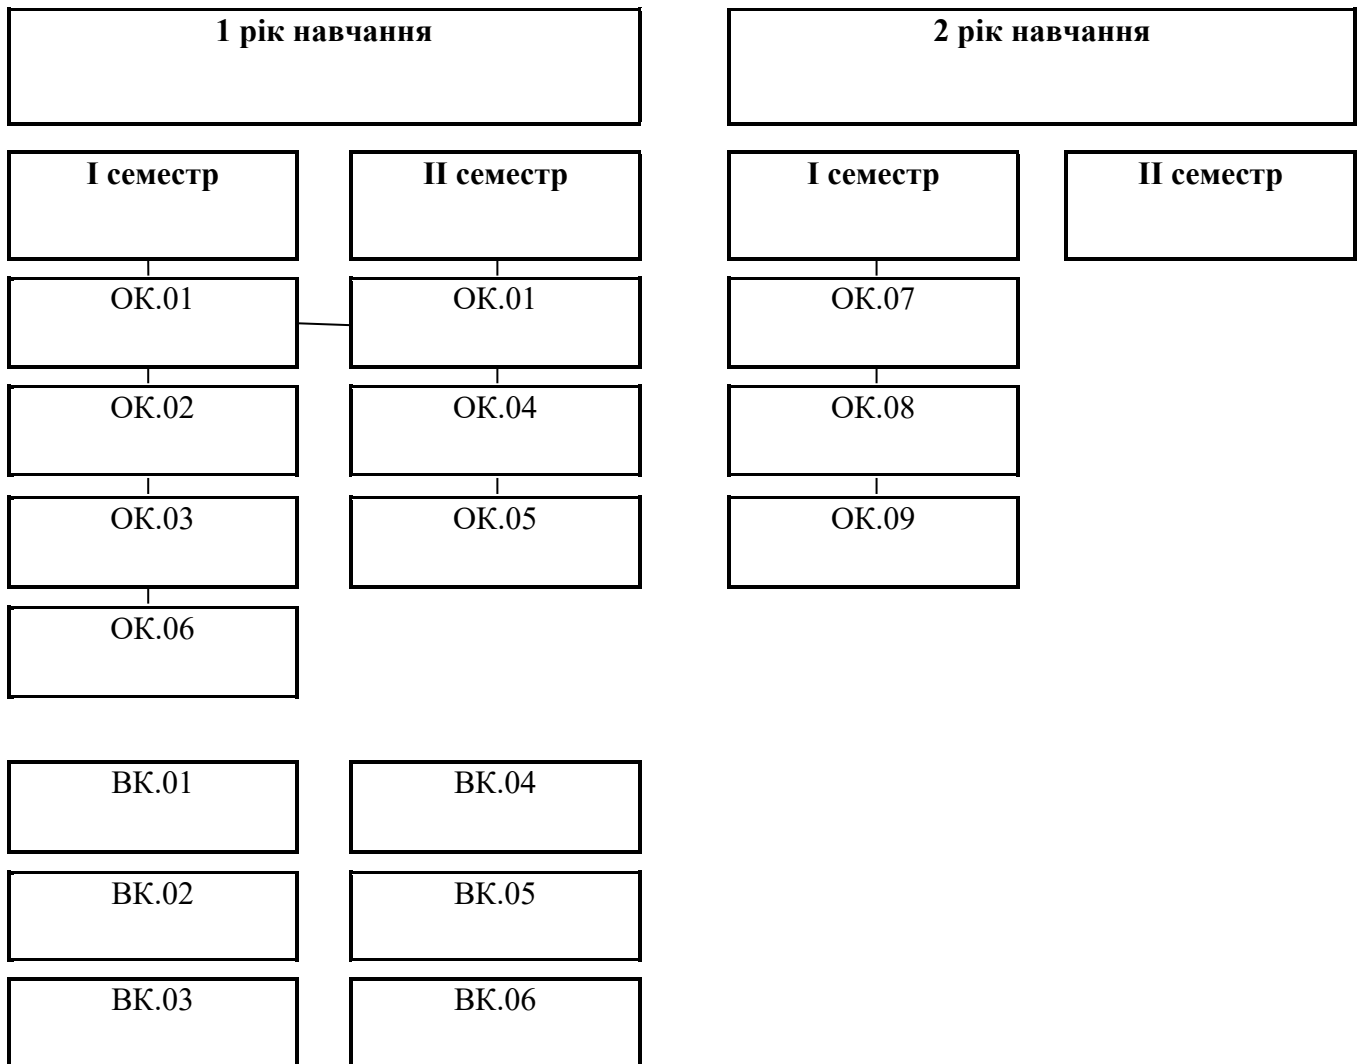 1 рік навчання
2 рік навчання
І семестр
ІІ семестр
І семестр
ІІ семестр
ОК.01
ОК.01
ОК.07
ОК.02
ОК.04
ОК.08
ОК.03
ОК.05
ОК.09
ОК.06
ВК.01
ВК.04
ВК.02
ВК.05
ВК.03
ВК.06